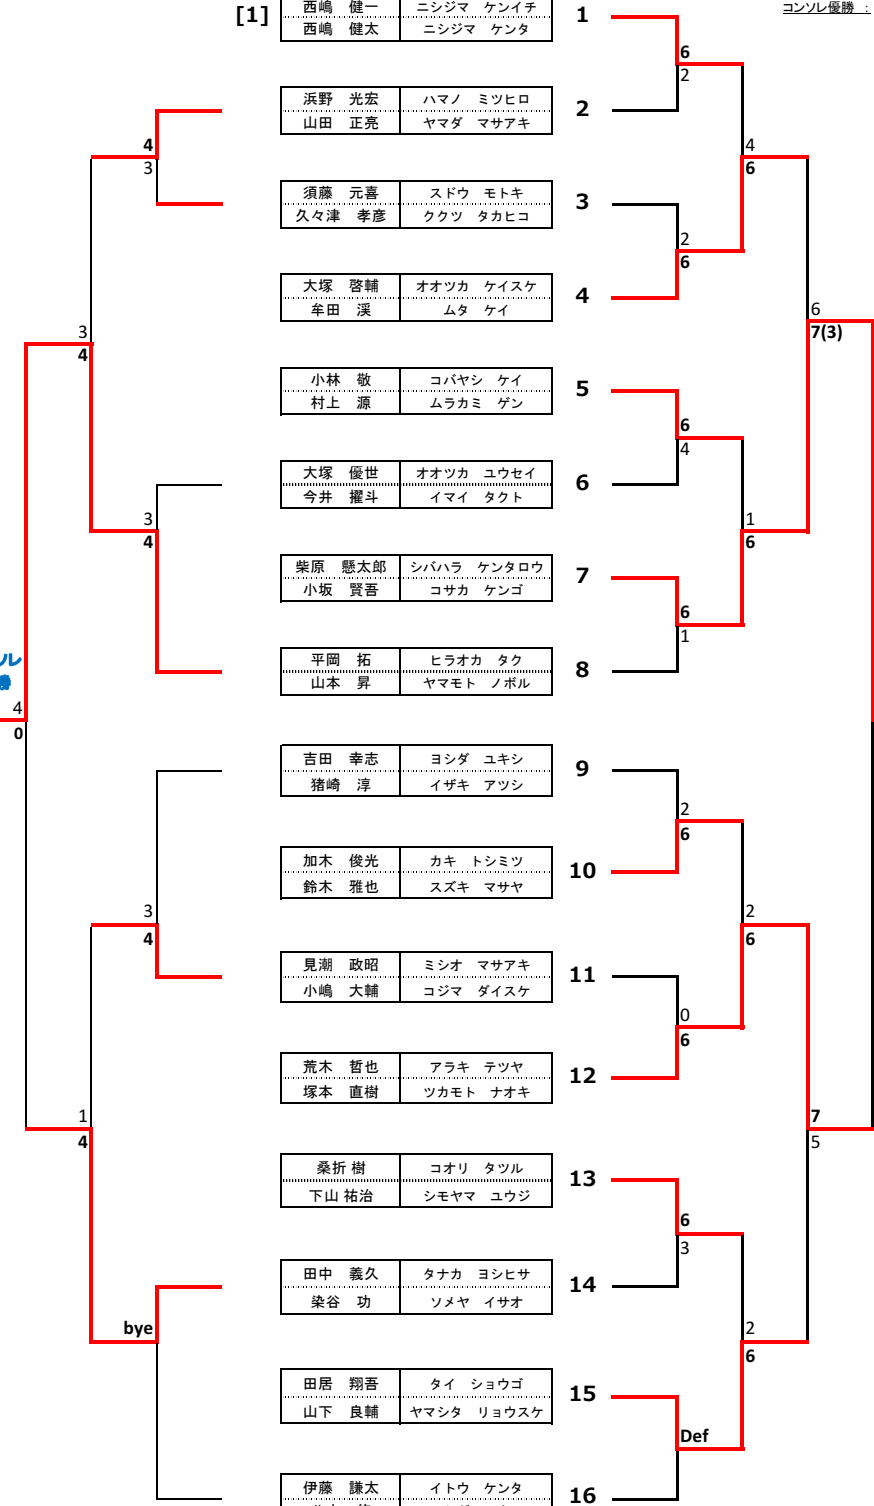 コンソレ優勝 :
[1] 西嶋 健一 ニシジマ ケンイチ 1
西嶋 健太 ニシジマ ケンタ
6
2
浜野 光宏 ハマノ ミツヒロ 2
山田 正亮 ヤマダ マサアキ
4
3
4
6
須藤 元喜 スドウ モトキ 3
久々津 孝彦 ククツ タカヒコ
2
6
大塚 啓輔 オオツカ ケイスケ 4
牟田 渓 ムタ ケイ
3
4
6
7(3)
小林 敬 コバヤシ ケイ 5
村上 源 ムラカミ ゲン
6
4
大塚 優世 オオツカ ユウセイ 6
今井 擢斗 イマイ タクト
3
4
1
6
柴原 懸太郎 シバハラ ケンタロウ 7
小坂 賢吾 コサカ ケンゴ
6
1
平岡 拓 ヒラオカ タク 8
山本 昇 ヤマモト ノボル
ソレ
勝
4
0
吉田 幸志 ヨシダ ユキシ 9
猪崎 淳 イザキ アツシ
2
6
加木 俊光 カキ トシミツ 10
鈴木 雅也 スズキ マサヤ
3
4
2
6
見潮 政昭 ミシオ マサアキ 11
小嶋 大輔 コジマ ダイスケ
0
6
荒木 哲也 アラキ テツヤ 12
塚本 直樹 ツカモト ナオキ
1
4
7
5
桑折 樹 コオリ タツル 13
下山 祐治 シモヤマ ユウジ
6
3
田中 義久 タナカ ヨシヒサ 14
染谷 功 ソメヤ イサオ
bye
2
6
田居 翔吾 タイ ショウゴ 15
山下 良輔 ヤマシタ リョウスケ
Def
伊藤 謙太 イトウ ケンタ 16